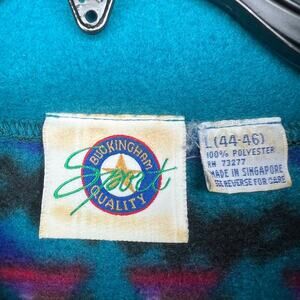 BUCKINGHAM
Sport
QUALITY
L (44-46)
100% POLYESTER
RN 73277
MADE IN SINGAPORE
SEE REVERSE FOR CARE